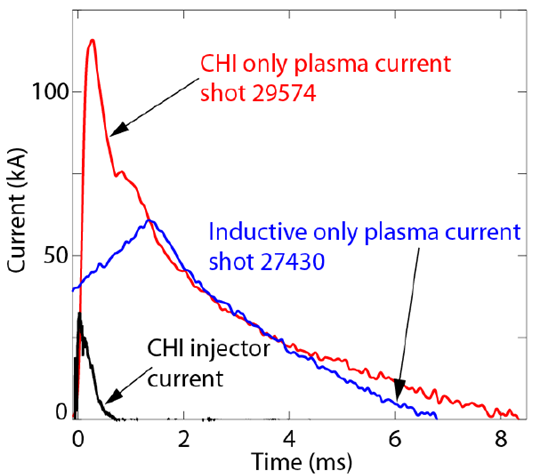 CHI only plasma current
shot 29574
100
Current (kA)
Inductive only plasma current
shot 27430
50
CHI injector
current
0
0 2 4 6 8
Time (ms)